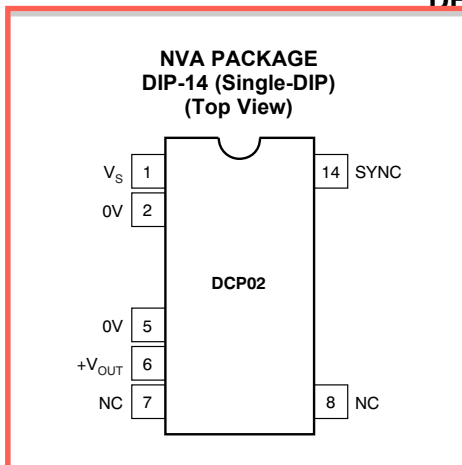 NVA PACKAGE
DIP-14 (Single-DIP)
(Top View)
VS 1
14 SYNC
0V 2
DCP02
0V 5
+VOUT 6
NC 7
8 NC